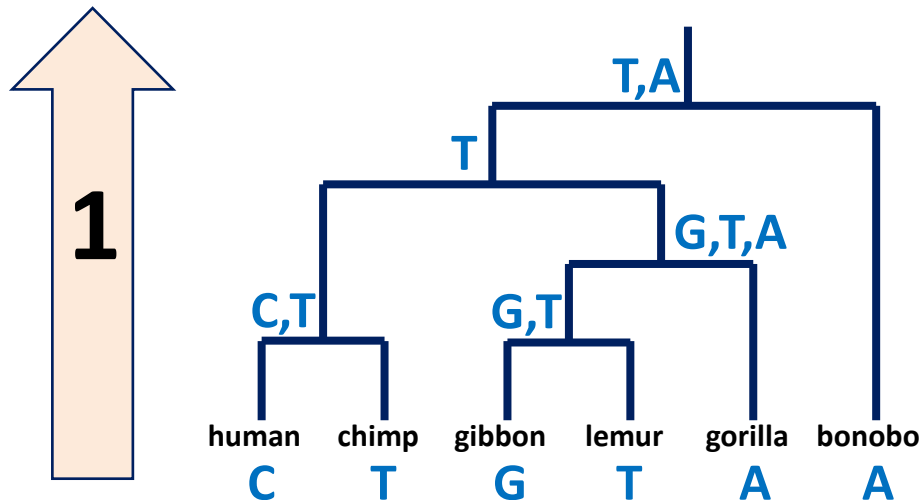 T,A
T
1
G,T,A
C,T
G,T
human chimp gibbon lemur gorilla bonobo
C T G T A A